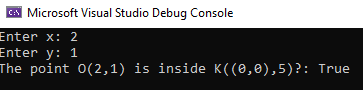 Microsoft Visual Studio Debug Console
Enter x: 2
Enter y: 1
The point O(2,1) is inside K((0,0),5)?: True